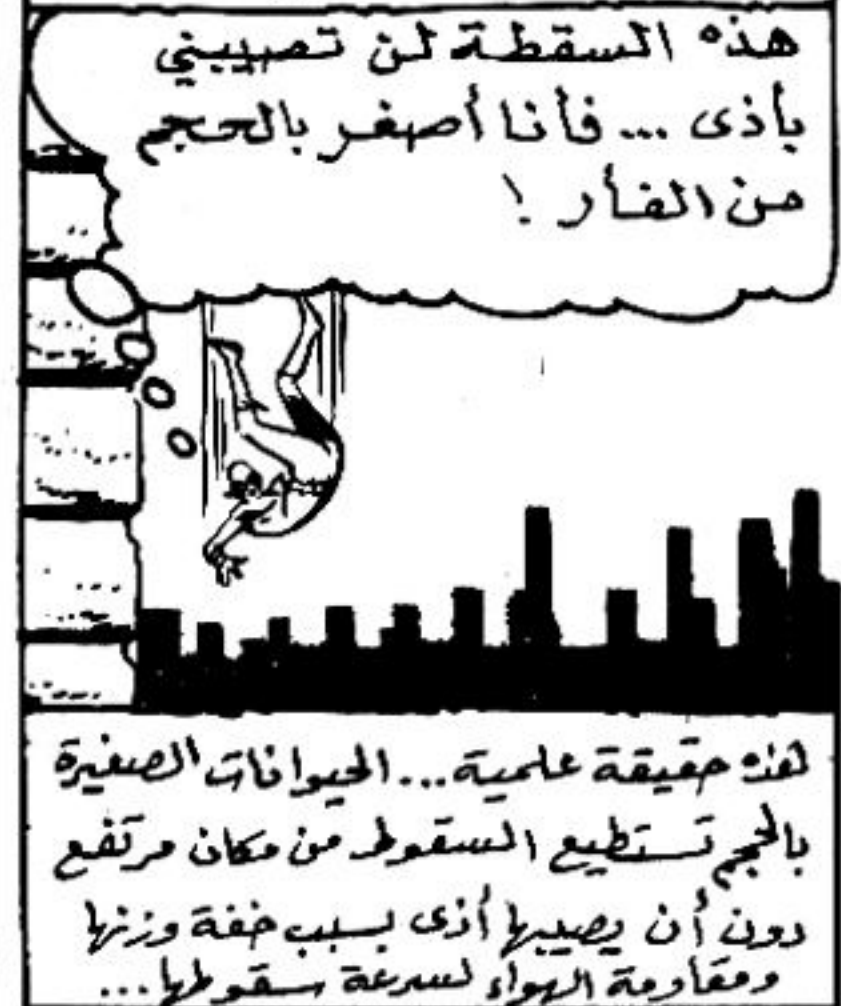 هذه السقطة لن تصيبني
بأذى ... فأنا أصغر بالحجم
من الفأر !
هذه حقيقة علمية ... الحيوانات الصغيرة
بالحجم تستطيع السقوط من مكان مرتفع
دون أن يصيبها أذى بسبب خفة وزنها
ومقاومة الهواء لسرعة سقوطها ...